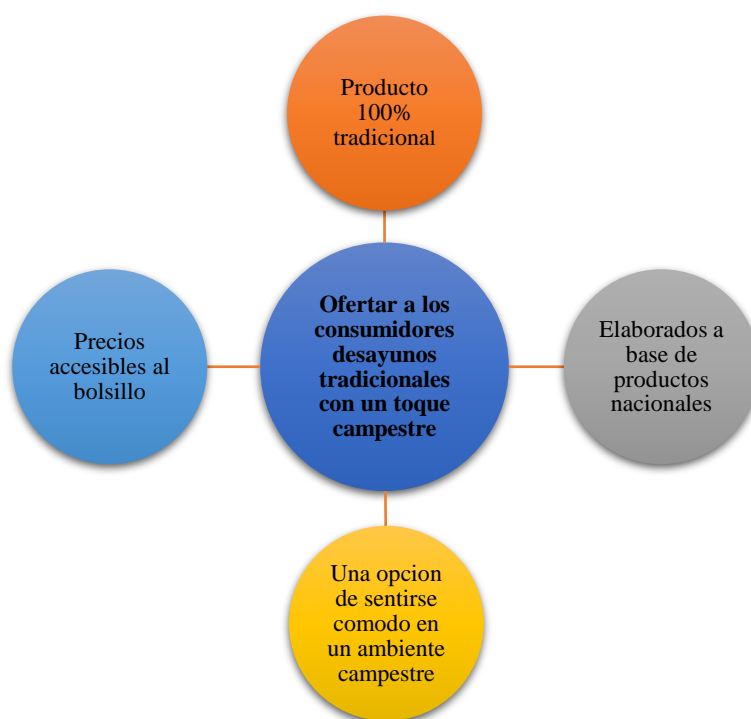 Producto
100%
tradicional
Precios
accesibles al
bolsillo
Ofertar a los
consumidores
desayunos
tradicionales
con un toque
campestre
Elaborados a
base de
productos
nacionales
Una opcion
de sentirse
comodo en
un ambiente
campestre